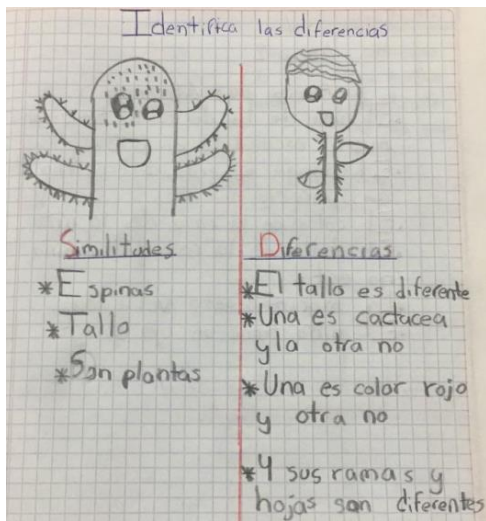 Identifica las diferencias
Similitudes
*Espinas
*Tallo
*Son plantas
Diferencias
*El tallo es diferente
*Una es cactucea
y la otra no
*Una es color rojo
y otra no
*Y sus ramas y
hojas son diferentes